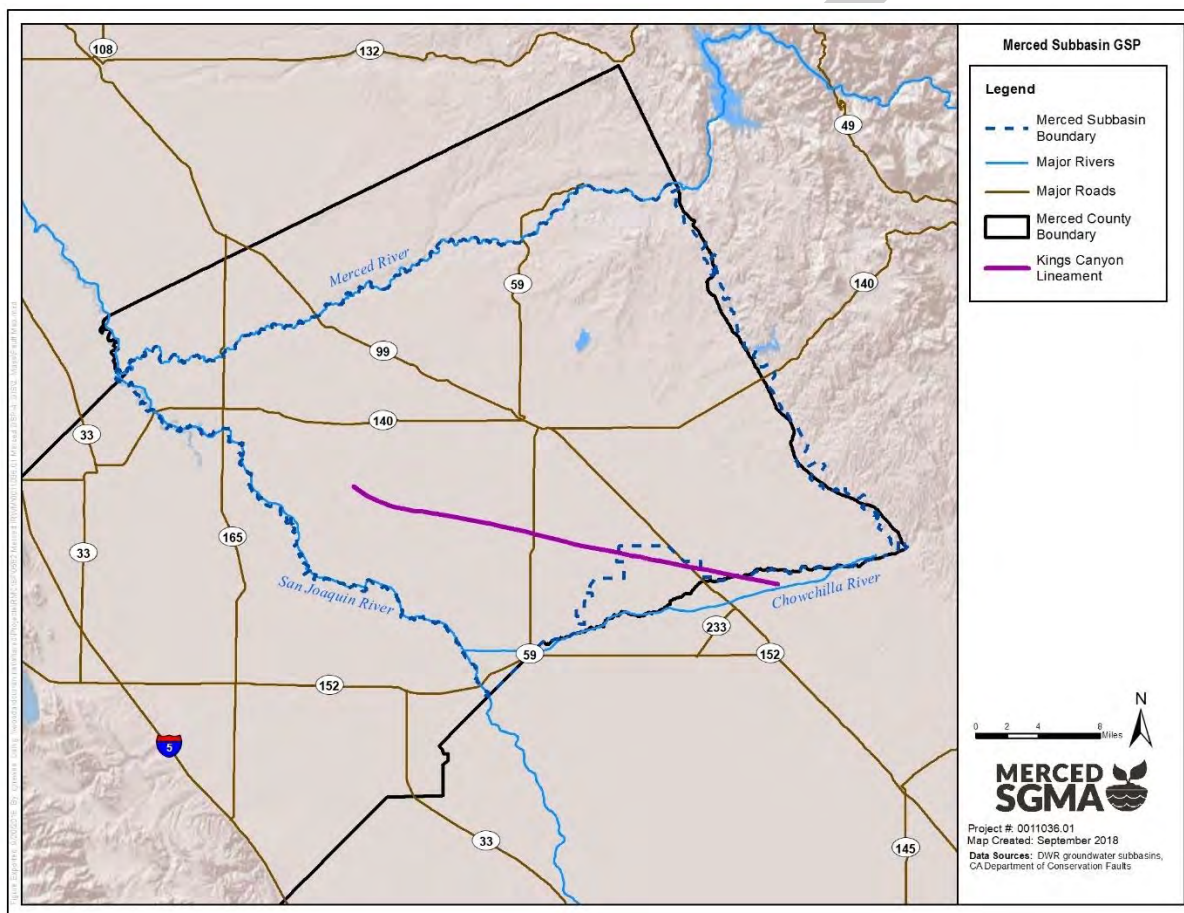 Merced Subbasin GSP
Legend
Merced Subbasin
Boundary
Major Rivers
Major Roads
Merced County
Boundary
Kings Canyon
Lineament
108
132
49
Merced River
59
140
99
140
33
165
33
San Joaquin River
Chowchilla River
233
59
152
152
5
33
145
N
0 2 4 8
Miles
MERCED
SGMA
Project #: 0011036.01
Map Created: September 2018
Data Sources: DWR groundwater subbasins,
CA Department of Conservation Faults